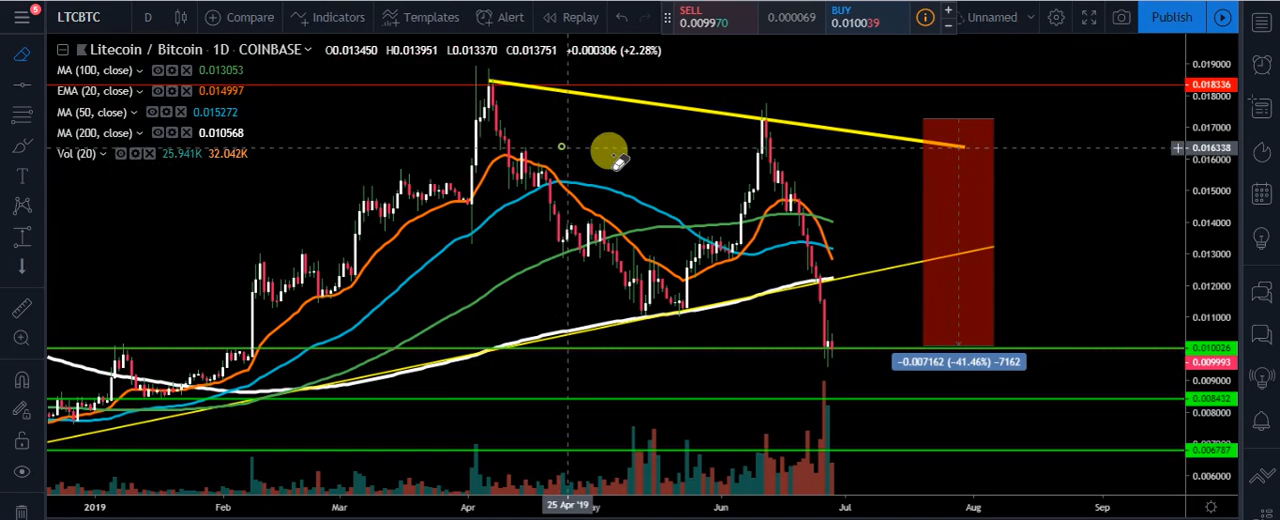 5
LTCBTC D Compare Indicators Templates Alert Replay
SELL
0.009970
0.000069
BUY
0.010039
Unnamed
Publish
Litecoin / Bitcoin · 1D · COINBASE O0.013450 H0.013951 L0.013370 C0.013751 +0.000306 (+2.28%)
MA (100, close) 0.013053
EMA (20, close) 0.014997
MA (50, close) 0.015272
MA (200, close) 0.010568
Vol (20) 25.941K 32.042K
0.019000
0.018336
0.018000
0.017000
0.016338
0.016000
0.015000
0.014000
0.013000
0.012000
0.011000
0.010026
0.009993
0.009000
0.008432
0.008000
0.006787
0.006000
−0.007162 (−41.46%) −7162
2019 Feb Mar Apr 25 Apr '19 Jun Jul Aug Sep